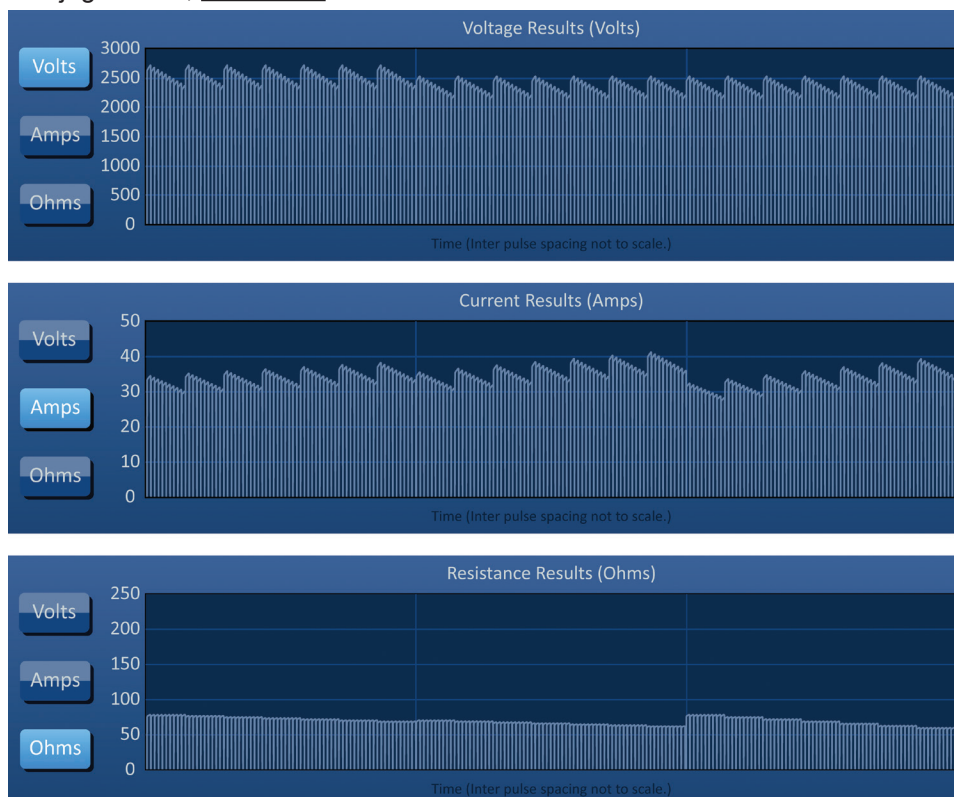 Voltage Results (Volts)
Volts
Amps
Ohms
3000
2500
2000
1500
1000
500
0
Time (Inter pulse spacing not to scale.)
Current Results (Amps)
Volts
Amps
Ohms
50
40
30
20
10
0
Time (Inter pulse spacing not to scale.)
Resistance Results (Ohms)
Volts
Amps
Ohms
250
200
150
100
50
0
Time (Inter pulse spacing not to scale.)